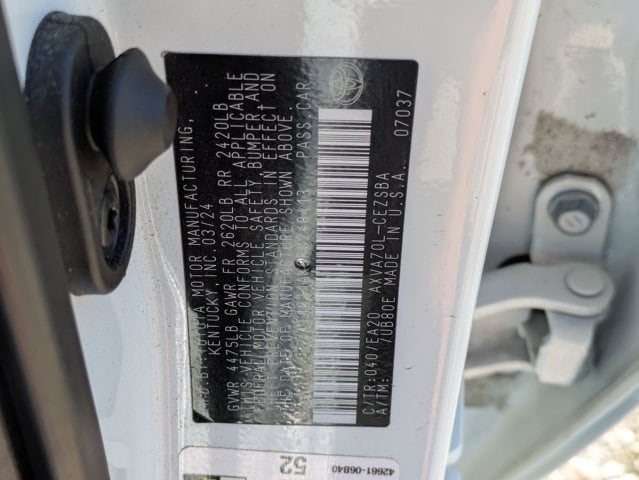 TOYOTA MOTOR MANUFACTURING,
KENTUCKY, INC. 03/24
GVWR 4475LB GAWR FR 2620LB RR 2420LB
THIS VEHICLE CONFORMS TO ALL APPLICABLE
FEDERAL MOTOR VEHICLE SAFETY, BUMPER AND
THEFT PREVENTION STANDARDS IN EFFECT ON
THE DATE OF MANUFACTURE SHOWN ABOVE.
PASS.CAR
C/TR:040/EA20 AXVA70L-CEZSBA
A/TM: 7UB80E MADE IN U.S.A. 07037
52
42661-06B40